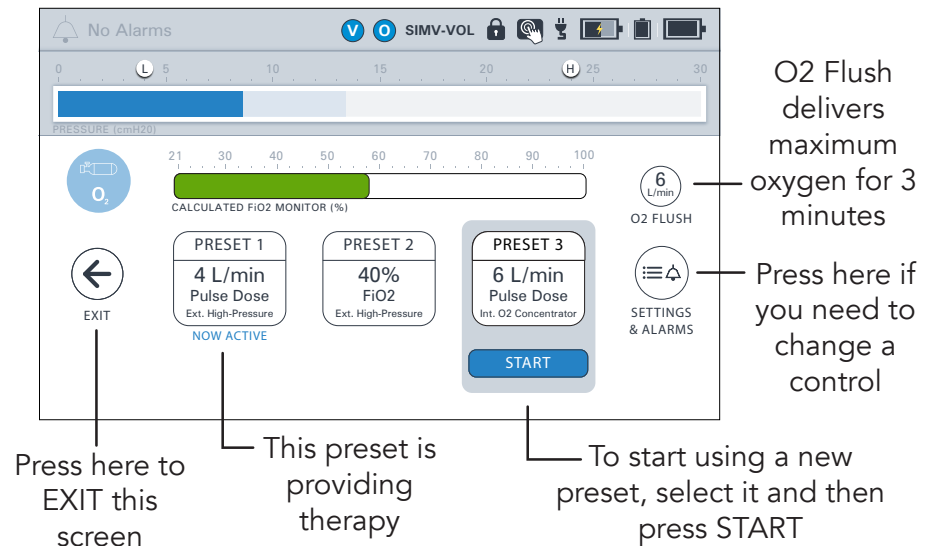 No Alarms
V O SIMV-VOL
0 L 5 10 15 20 H 25 30
PRESSURE (cmH20)
O2
21 30 40 50 60 70 80 90 100
CALCULATED FiO2 MONITOR (%)
6
L/min
O2 FLUSH
O2 Flush
delivers
maximum
oxygen for 3
minutes
EXIT
PRESET 1
4 L/min
Pulse Dose
Ext. High-Pressure
NOW ACTIVE
PRESET 2
40%
FiO2
Ext. High-Pressure
PRESET 3
6 L/min
Pulse Dose
Int. O2 Concentrator
START
SETTINGS
& ALARMS
Press here if
you need to
change a
control
Press here to
EXIT this
screen
This preset is
providing
therapy
To start using a new
preset, select it and then
press START